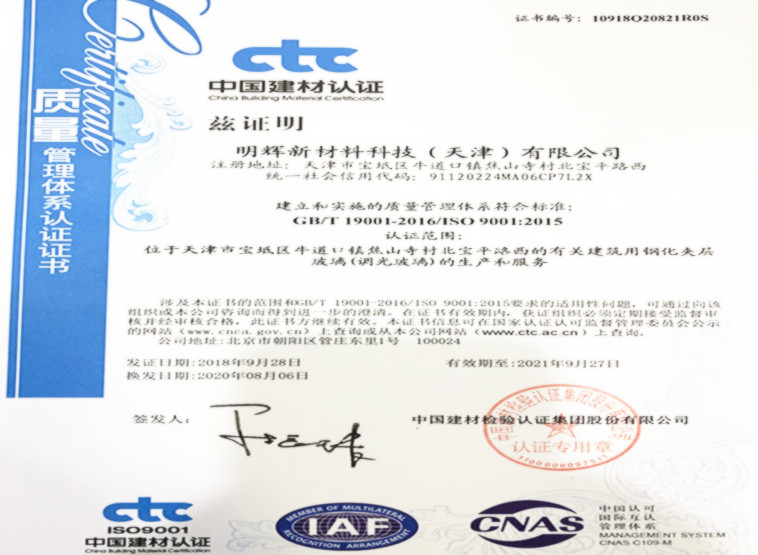 证书编号：10918Q20821R0S
Certificate
质量
管理体系认证证书
ctc
中国建材认证
China Building Material Certification
兹证明
明辉新材料科技（天津）有限公司
注册地址：天津市宝坻区牛道口镇焦山寺村北宝平路西
统一社会信用代码：91120224MA06CP7L2X
建立和实施的质量管理体系符合标准：
GB/T 19001-2016/ISO 9001:2015
认证范围：
位于天津市宝坻区牛道口镇焦山寺村北宝平路西的有关建筑用钢化夹层
玻璃(调光玻璃)的生产和服务
涉及本证书的范围和GB/T 19001-2016/ISO 9001:2015要求的适用性问题，可通过向该
组织或本公司咨询而得到进一步的澄清。在证书有效期内，获证组织必须定期接受监督审
核并经审核合格，此证书方继续有效。本证书信息可在国家认证认可监督管理委员会公示
的网站（www.cnca.gov.cn）上查询或从本公司网站（www.ctc.ac.cn）上查询。
公司地址:北京市朝阳区管庄东里1号 100024
发证日期:2018年9月28日
有效期至:2021年9月27日
换发日期:2020年08月06日
签发人：
中国建材检验认证集团股份有限公司
认证专用章
ctc
ISO9001
中国建材认证
China Building Material Certification
MEMBER OF MULTILATERAL
IAF
RECOGNITION ARRANGEMENT
CNAS
中国认可
国际互认
管理体系
MANAGEMENT SYSTEM
CNAS C109-M